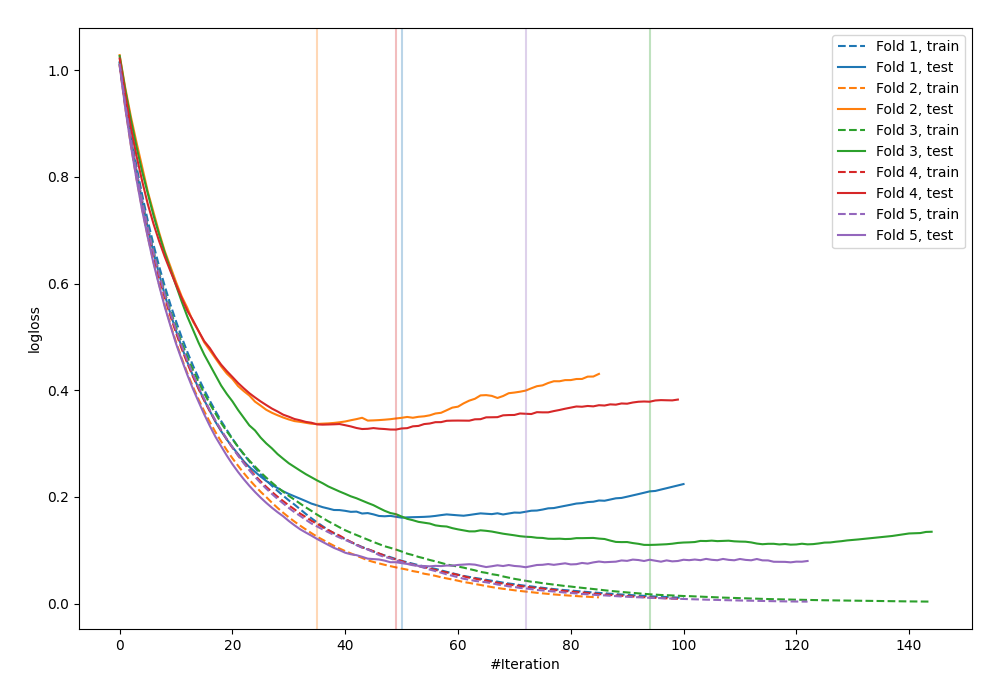 1.0
0.8
0.6
0.4
0.2
0.0
logloss
0
20
40
60
80
100
120
140
#Iteration
Fold 1, train
Fold 1, test
Fold 2, train
Fold 2, test
Fold 3, train
Fold 3, test
Fold 4, train
Fold 4, test
Fold 5, train
Fold 5, test